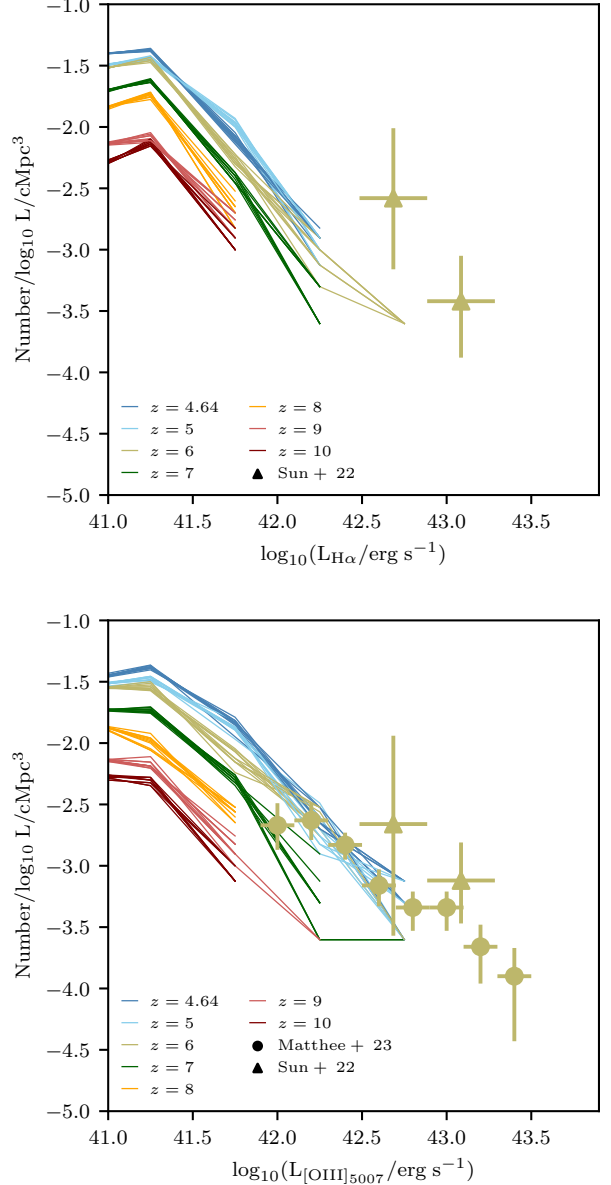 −1.0
−1.5
−2.0
−2.5
−3.0
−3.5
−4.0
−4.5
−5.0
Number/log₁₀ L/cMpc³
z = 4.64
z = 5
z = 6
z = 7
z = 8
z = 9
z = 10
Sun + 22
41.0 41.5 42.0 42.5 43.0 43.5
log₁₀(L_Hα/erg s⁻¹)
−1.0
−1.5
−2.0
−2.5
−3.0
−3.5
−4.0
−4.5
−5.0
Number/log₁₀ L/cMpc³
z = 4.64
z = 5
z = 6
z = 7
z = 8
z = 9
z = 10
Matthee + 23
Sun + 22
41.0 41.5 42.0 42.5 43.0 43.5
log₁₀(L_[OIII]₅₀₀₇/erg s⁻¹)